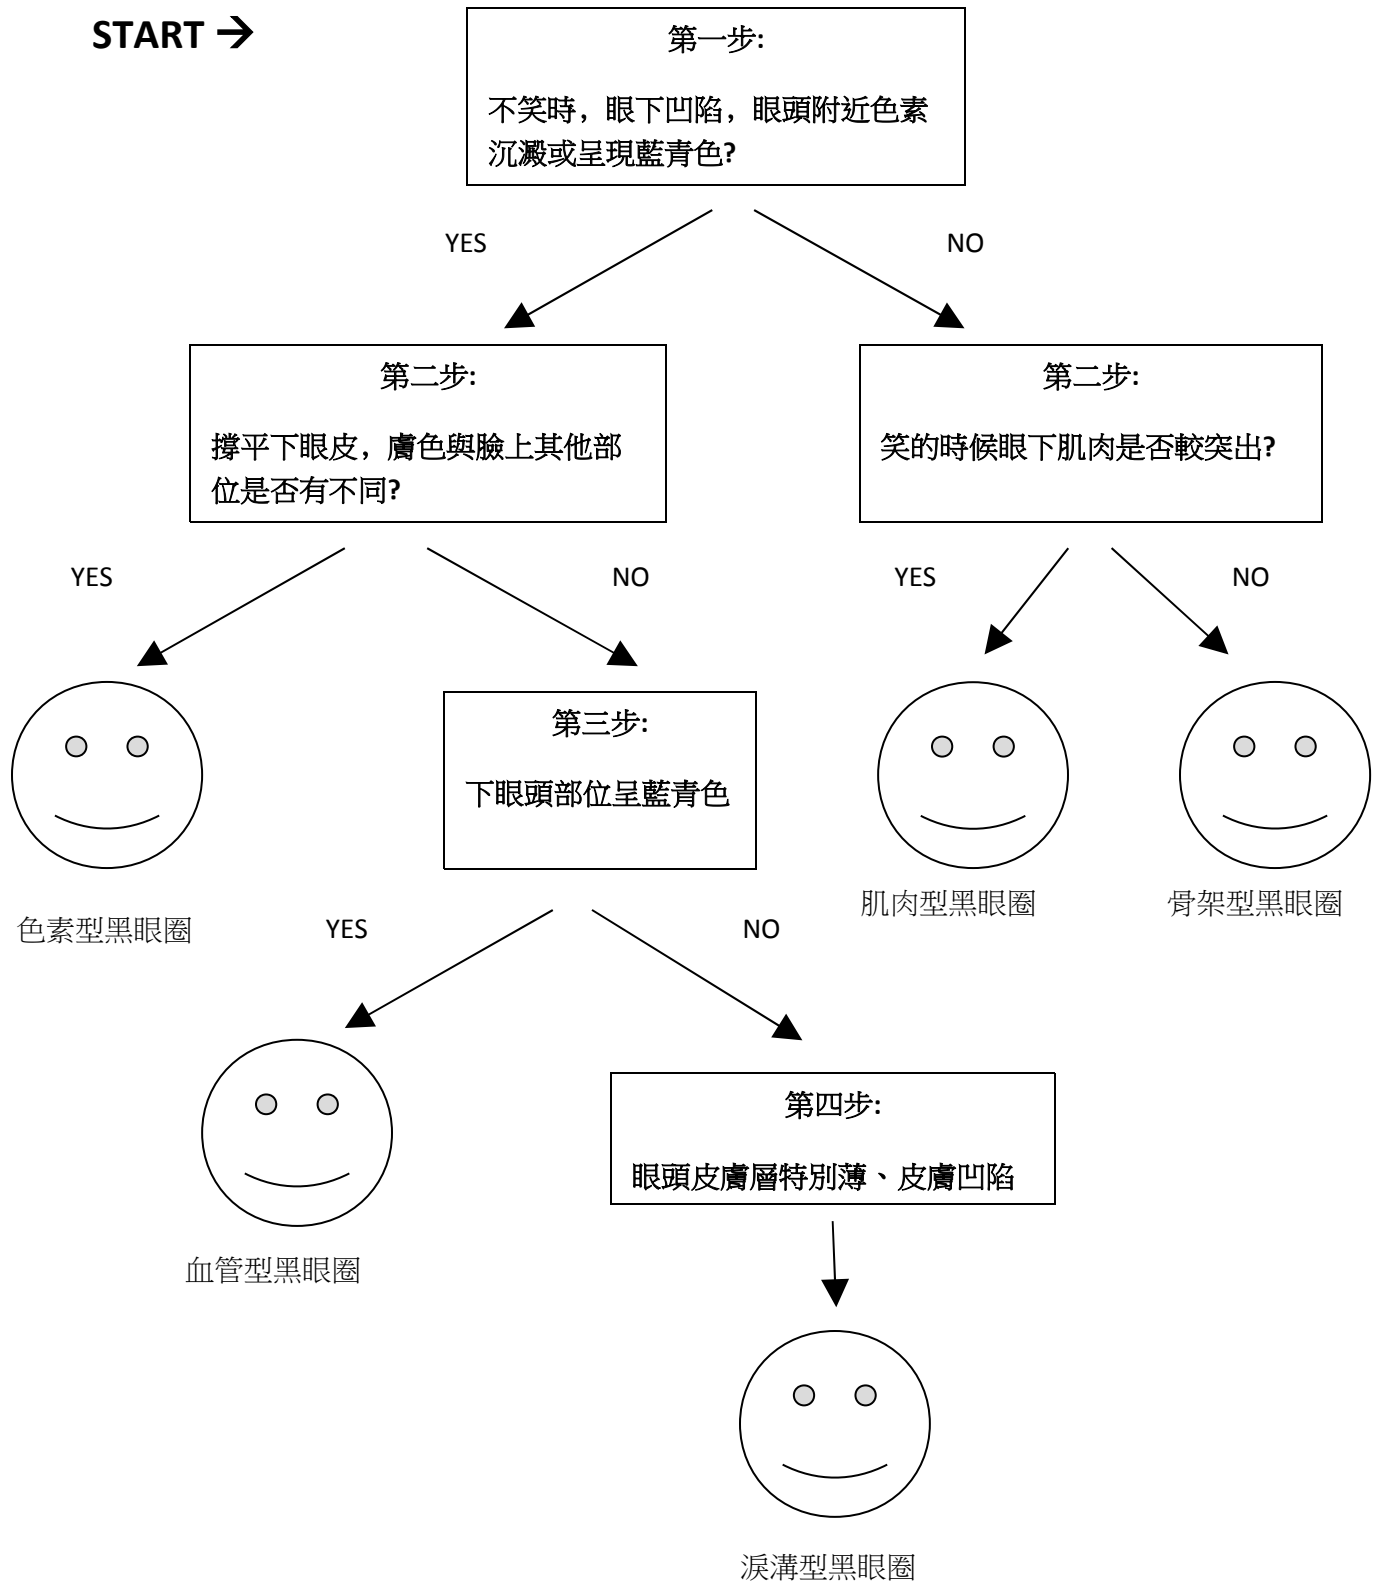 START →
第一步:
不笑時，眼下凹陷，眼頭附近色素
沉澱或呈現藍青色?
YES
NO
第二步:
撐平下眼皮，膚色與臉上其他部
位是否有不同?
第二步:
笑的時候眼下肌肉是否較突出?
YES
NO
YES
NO
第三步:
下眼頭部位呈藍青色
色素型黑眼圈
肌肉型黑眼圈
骨架型黑眼圈
YES
NO
第四步:
眼頭皮膚層特別薄、皮膚凹陷
血管型黑眼圈
淚溝型黑眼圈